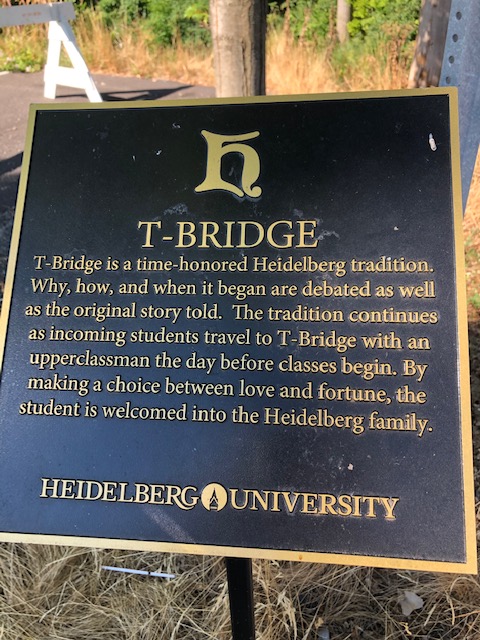 H
T-BRIDGE
T-Bridge is a time-honored Heidelberg tradition.
Why, how, and when it began are debated as well
as the original story told. The tradition continues
as incoming students travel to T-Bridge with an
upperclassman the day before classes begin. By
making a choice between love and fortune, the
student is welcomed into the Heidelberg family.
HEIDELBERG UNIVERSITY